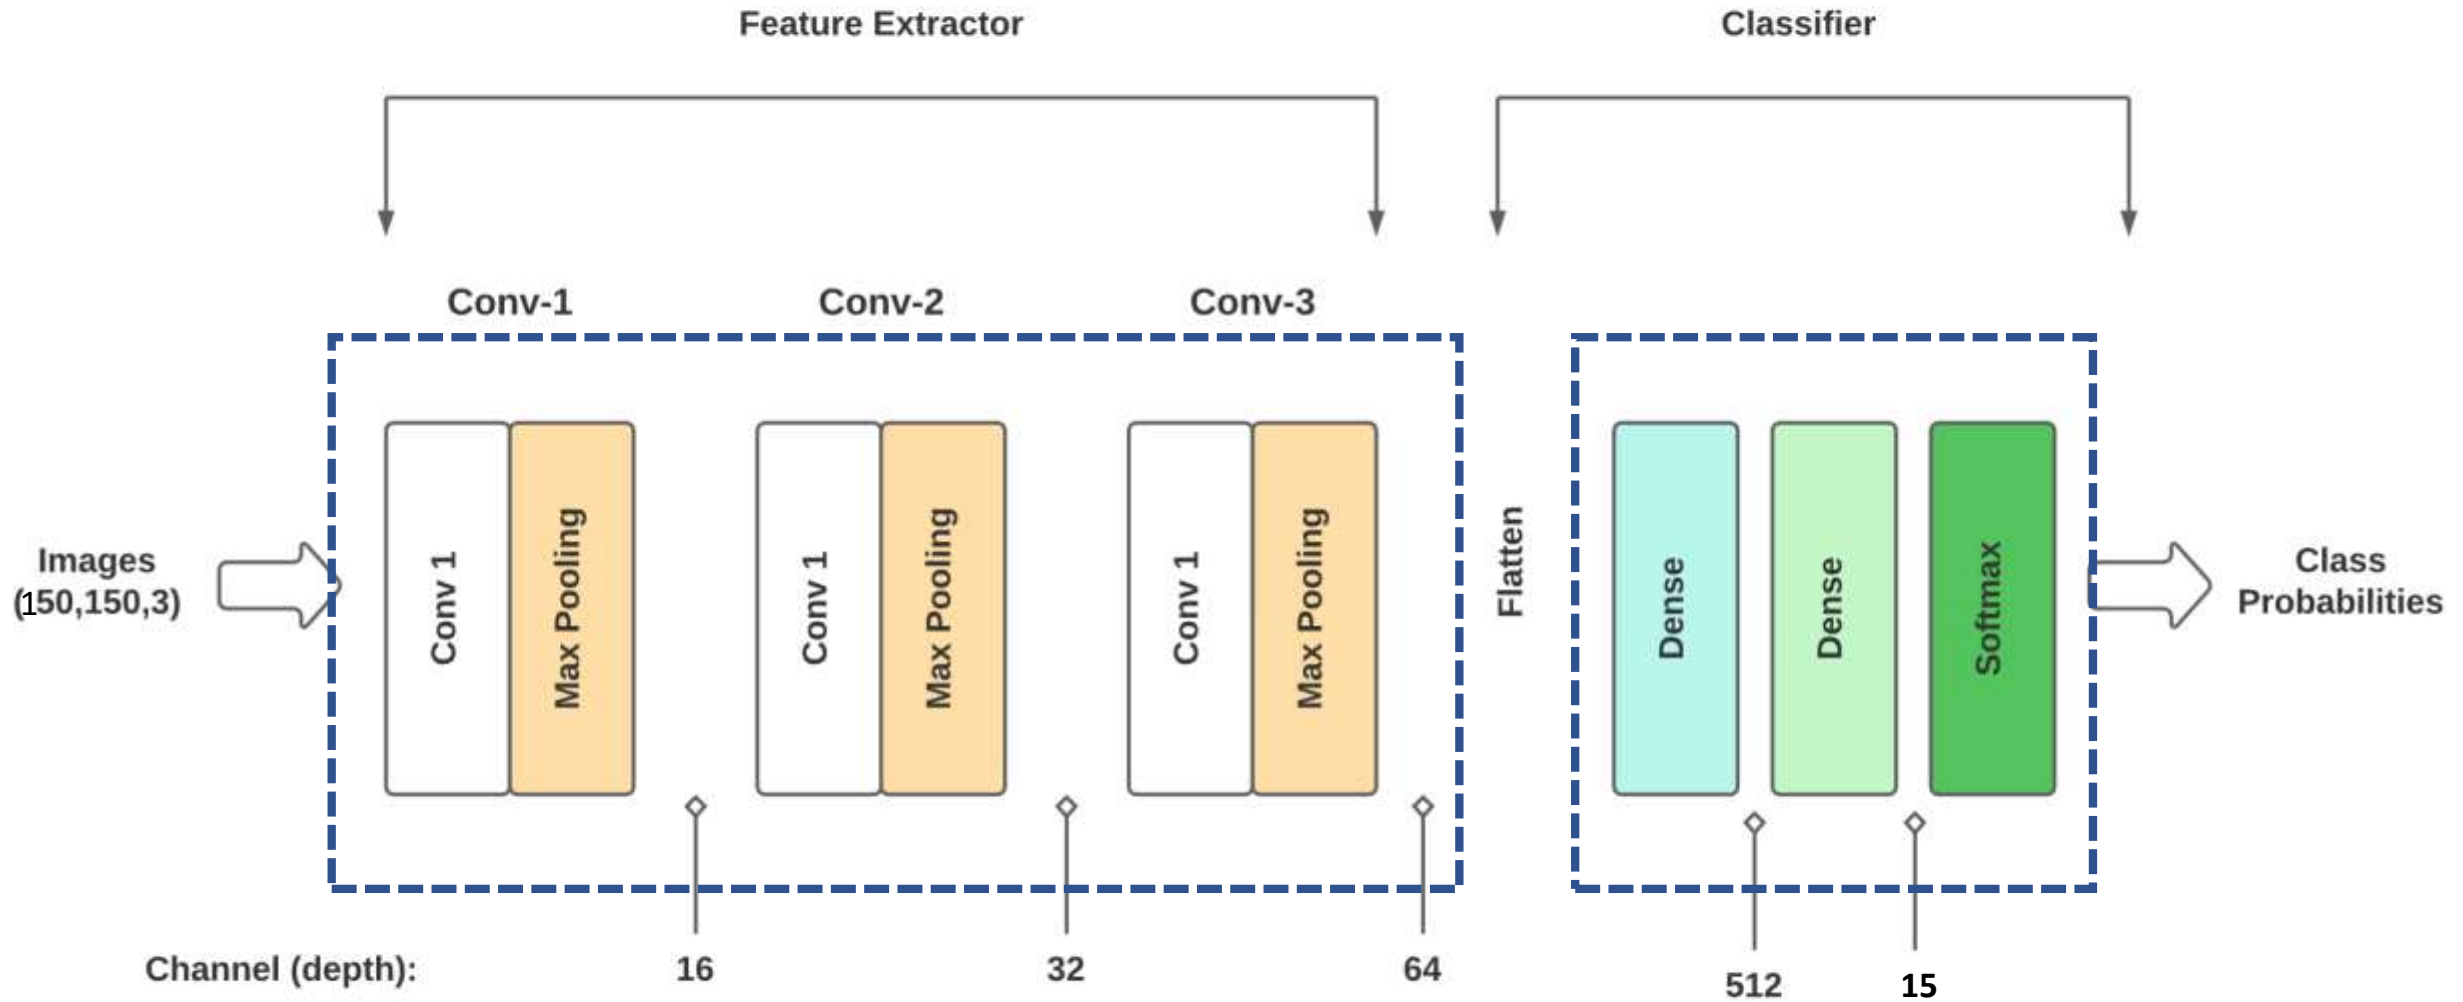 Feature Extractor
Classifier
Conv-1
Conv-2
Conv-3
Images
(150,150,3)
Conv 1
Max Pooling
Conv 1
Max Pooling
Conv 1
Max Pooling
Flatten
Dense
Dense
Softmax
Class
Probabilities
Channel (depth):
16
32
64
512
15